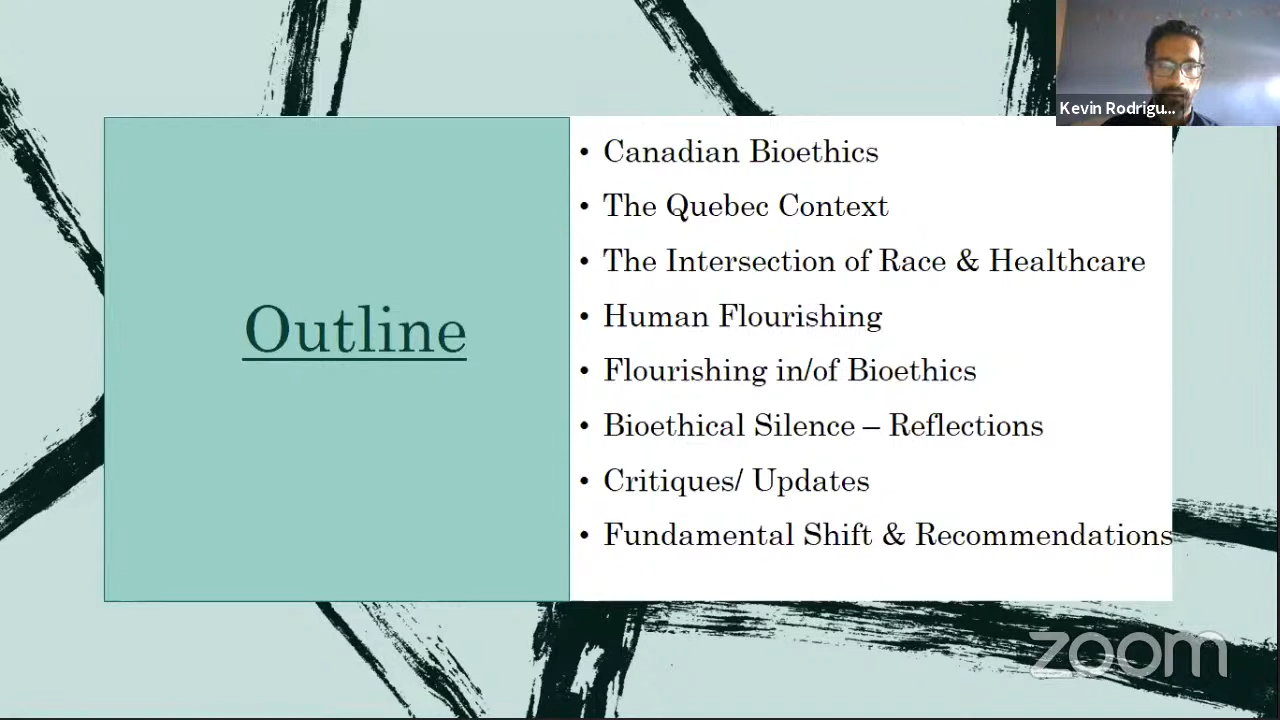 Kevin Rodrigu...
Outline
• Canadian Bioethics
• The Quebec Context
• The Intersection of Race & Healthcare
• Human Flourishing
• Flourishing in/of Bioethics
• Bioethical Silence – Reflections
• Critiques/ Updates
• Fundamental Shift & Recommendations
zoom